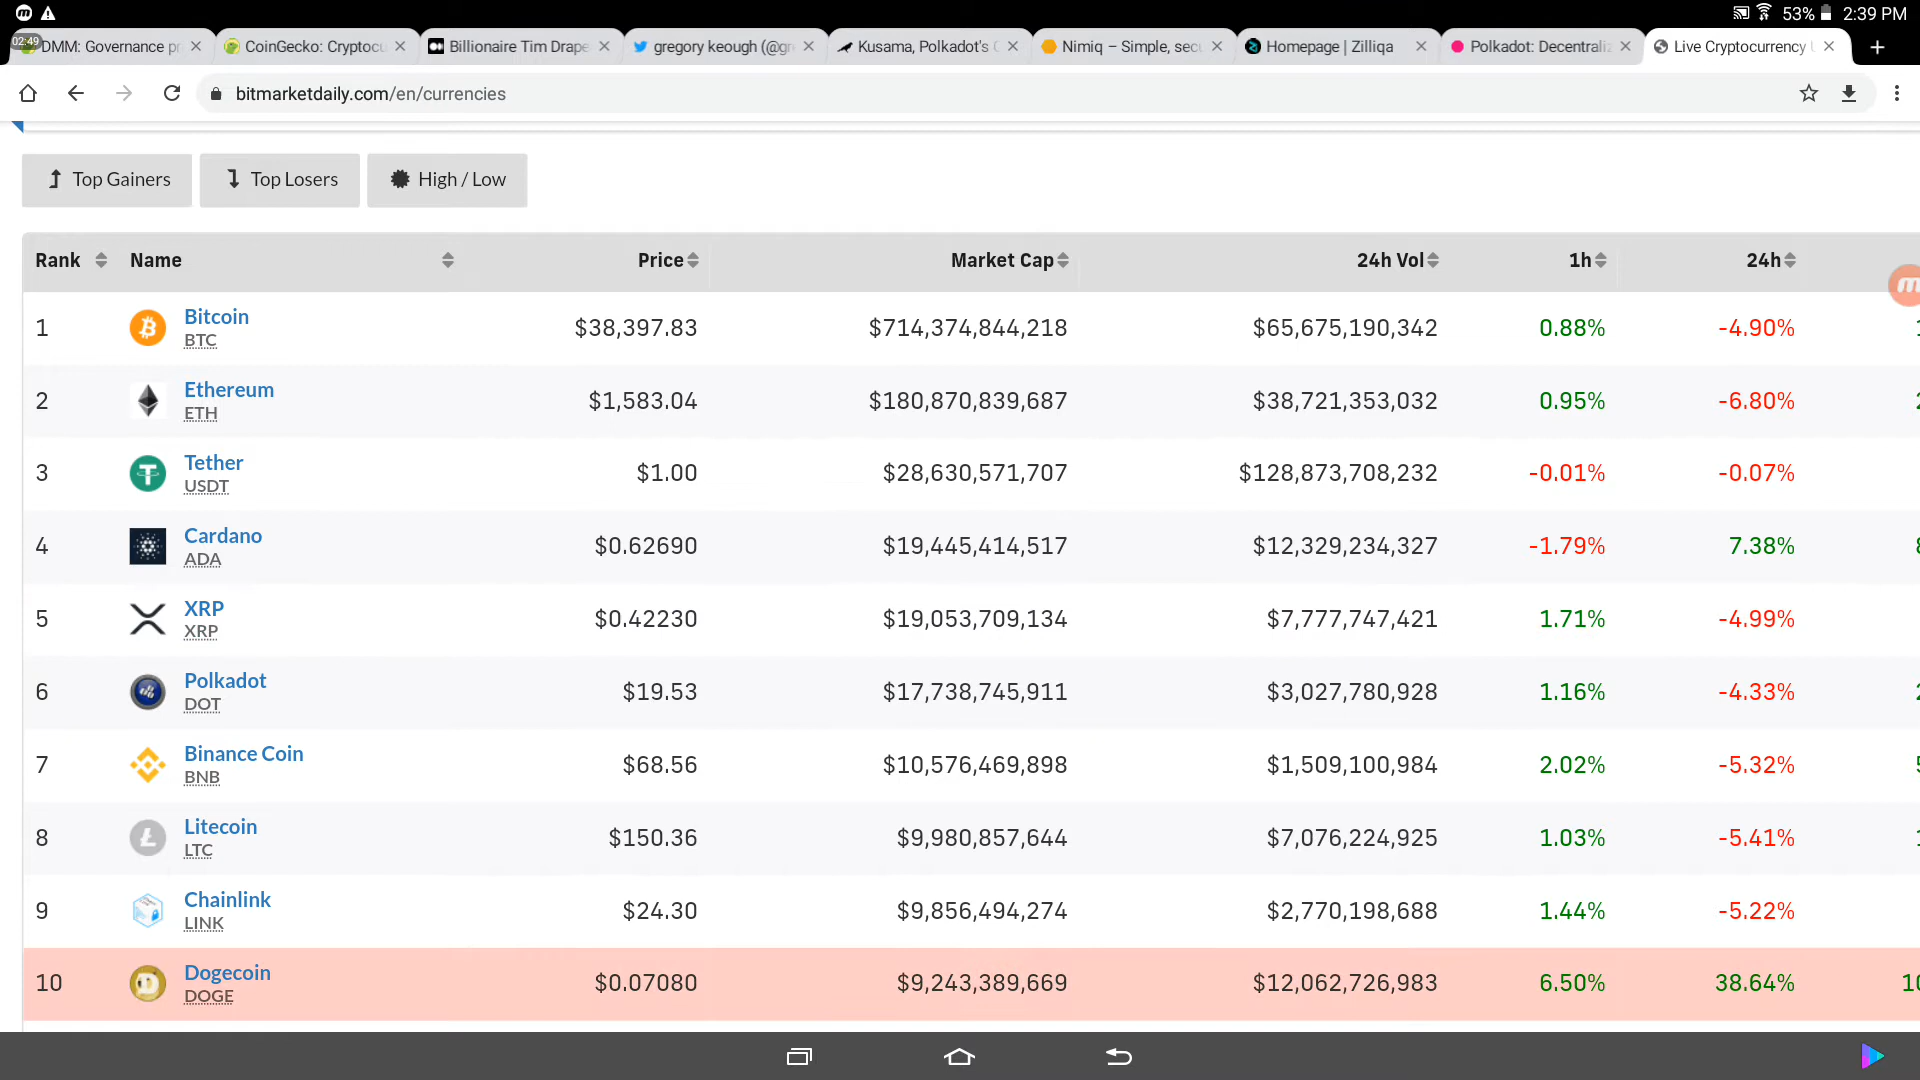 53% 2:39 PM
02:49 DMM: Governance pr CoinGecko: Cryptocu Billionaire Tim Drape gregory keough (@gr Kusama, Polkadot's C Nimiq – Simple, secu Homepage | Zilliqa Polkadot: Decentraliz Live Cryptocurrency
bitmarketdaily.com/en/currencies
Top Gainers Top Losers High / Low
Rank Name Price Market Cap 24h Vol 1h 24h
1 Bitcoin BTC $38,397.83 $714,374,844,218 $65,675,190,342 0.88% -4.90%
2 Ethereum ETH $1,583.04 $180,870,839,687 $38,721,353,032 0.95% -6.80%
3 Tether USDT $1.00 $28,630,571,707 $128,873,708,232 -0.01% -0.07%
4 Cardano ADA $0.62690 $19,445,414,517 $12,329,234,327 -1.79% 7.38%
5 XRP XRP $0.42230 $19,053,709,134 $7,777,747,421 1.71% -4.99%
6 Polkadot DOT $19.53 $17,738,745,911 $3,027,780,928 1.16% -4.33%
7 Binance Coin BNB $68.56 $10,576,469,898 $1,509,100,984 2.02% -5.32%
8 Litecoin LTC $150.36 $9,980,857,644 $7,076,224,925 1.03% -5.41%
9 Chainlink LINK $24.30 $9,856,494,274 $2,770,198,688 1.44% -5.22%
10 Dogecoin DOGE $0.07080 $9,243,389,669 $12,062,726,983 6.50% 38.64%